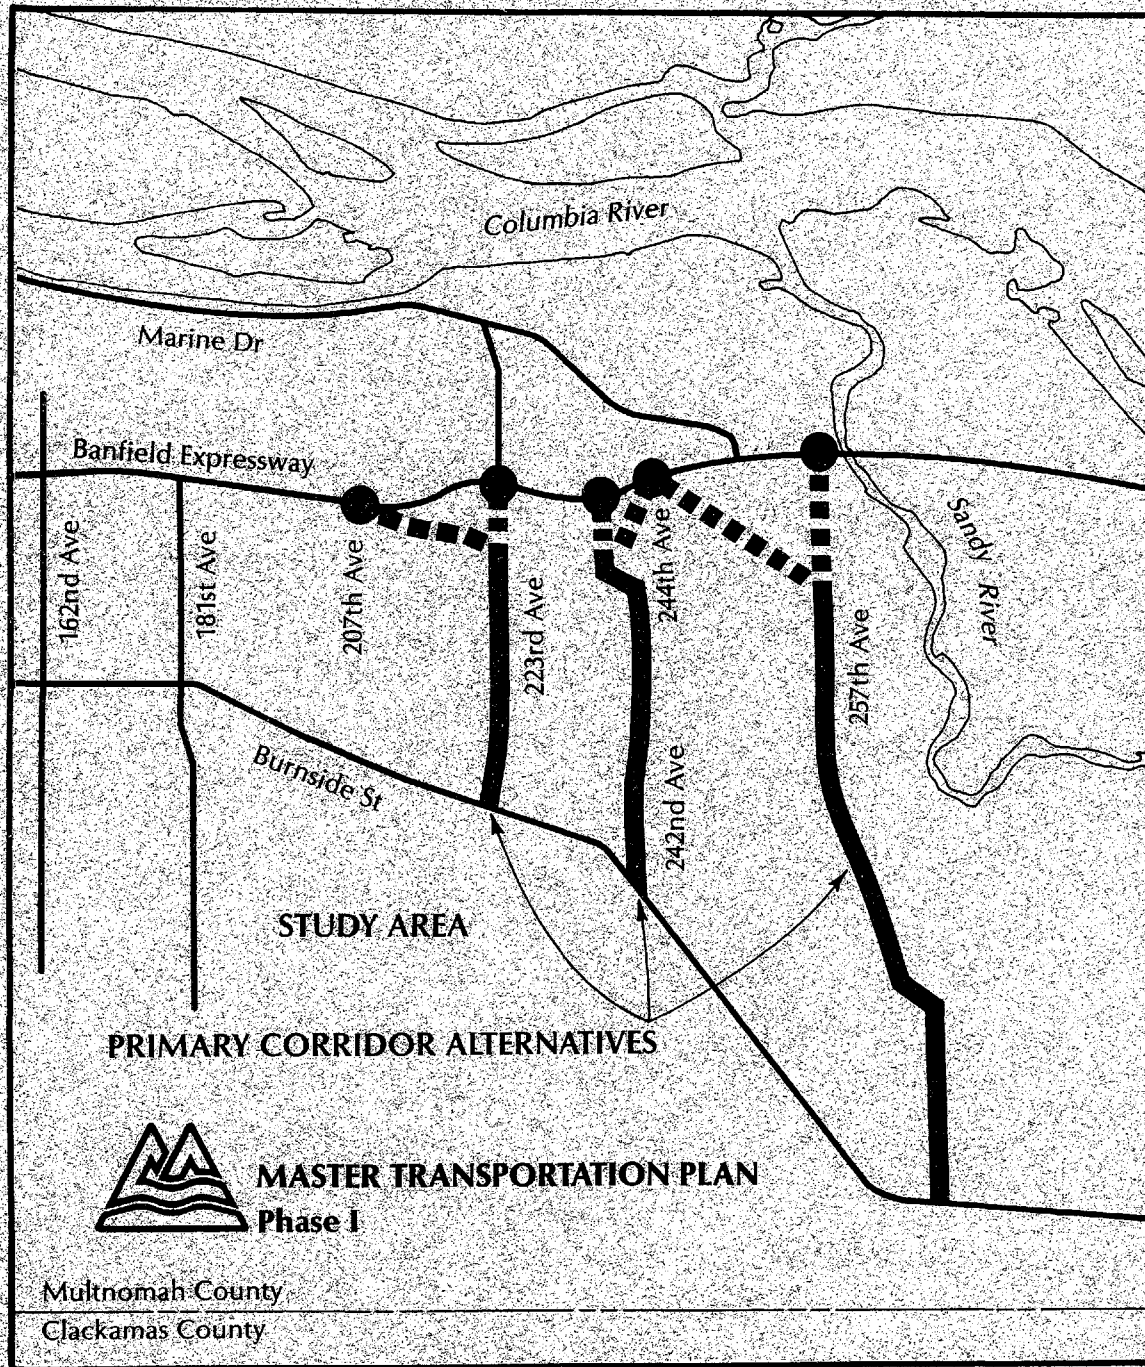 Columbia River
Marine Dr
Banfield Expressway
162nd Ave
181st Ave
207th Ave
223rd Ave
244th Ave
242nd Ave
257th Ave
Sandy River
Burnside St
STUDY AREA
PRIMARY CORRIDOR ALTERNATIVES
MASTER TRANSPORTATION PLAN
Phase I
Multnomah County
Clackamas County